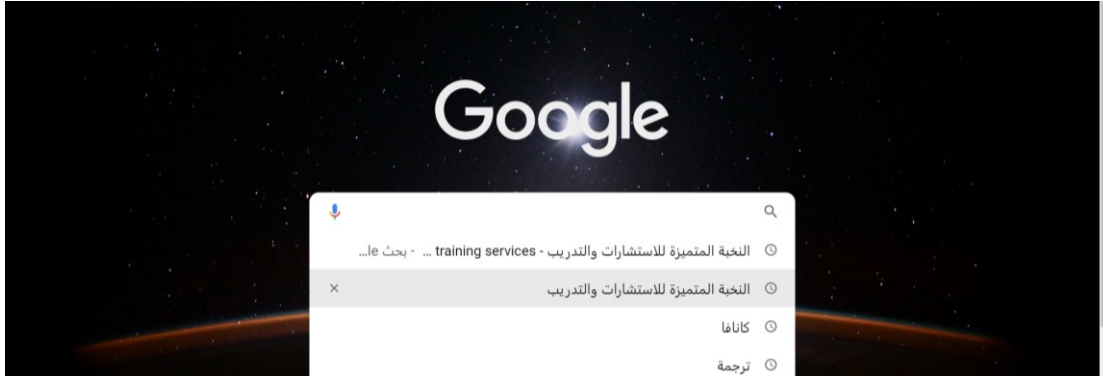 Google
النخبة المتميزة للاستشارات والتدريب - training services ... - بحث le...
النخبة المتميزة للاستشارات والتدريب
كانافا
ترجمة